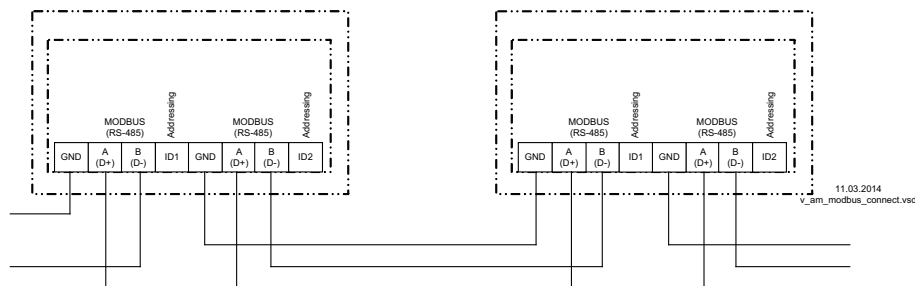 Addressing
Addressing
MODBUS
(RS-485)
MODBUS
(RS-485)
GND
A
(D+)
B
(D-)
ID1
GND
A
(D+)
B
(D-)
ID2
Addressing
Addressing
MODBUS
(RS-485)
MODBUS
(RS-485)
GND
A
(D+)
B
(D-)
ID1
GND
A
(D+)
B
(D-)
ID2
11.03.2014
v_am_modbus_connect.vsd